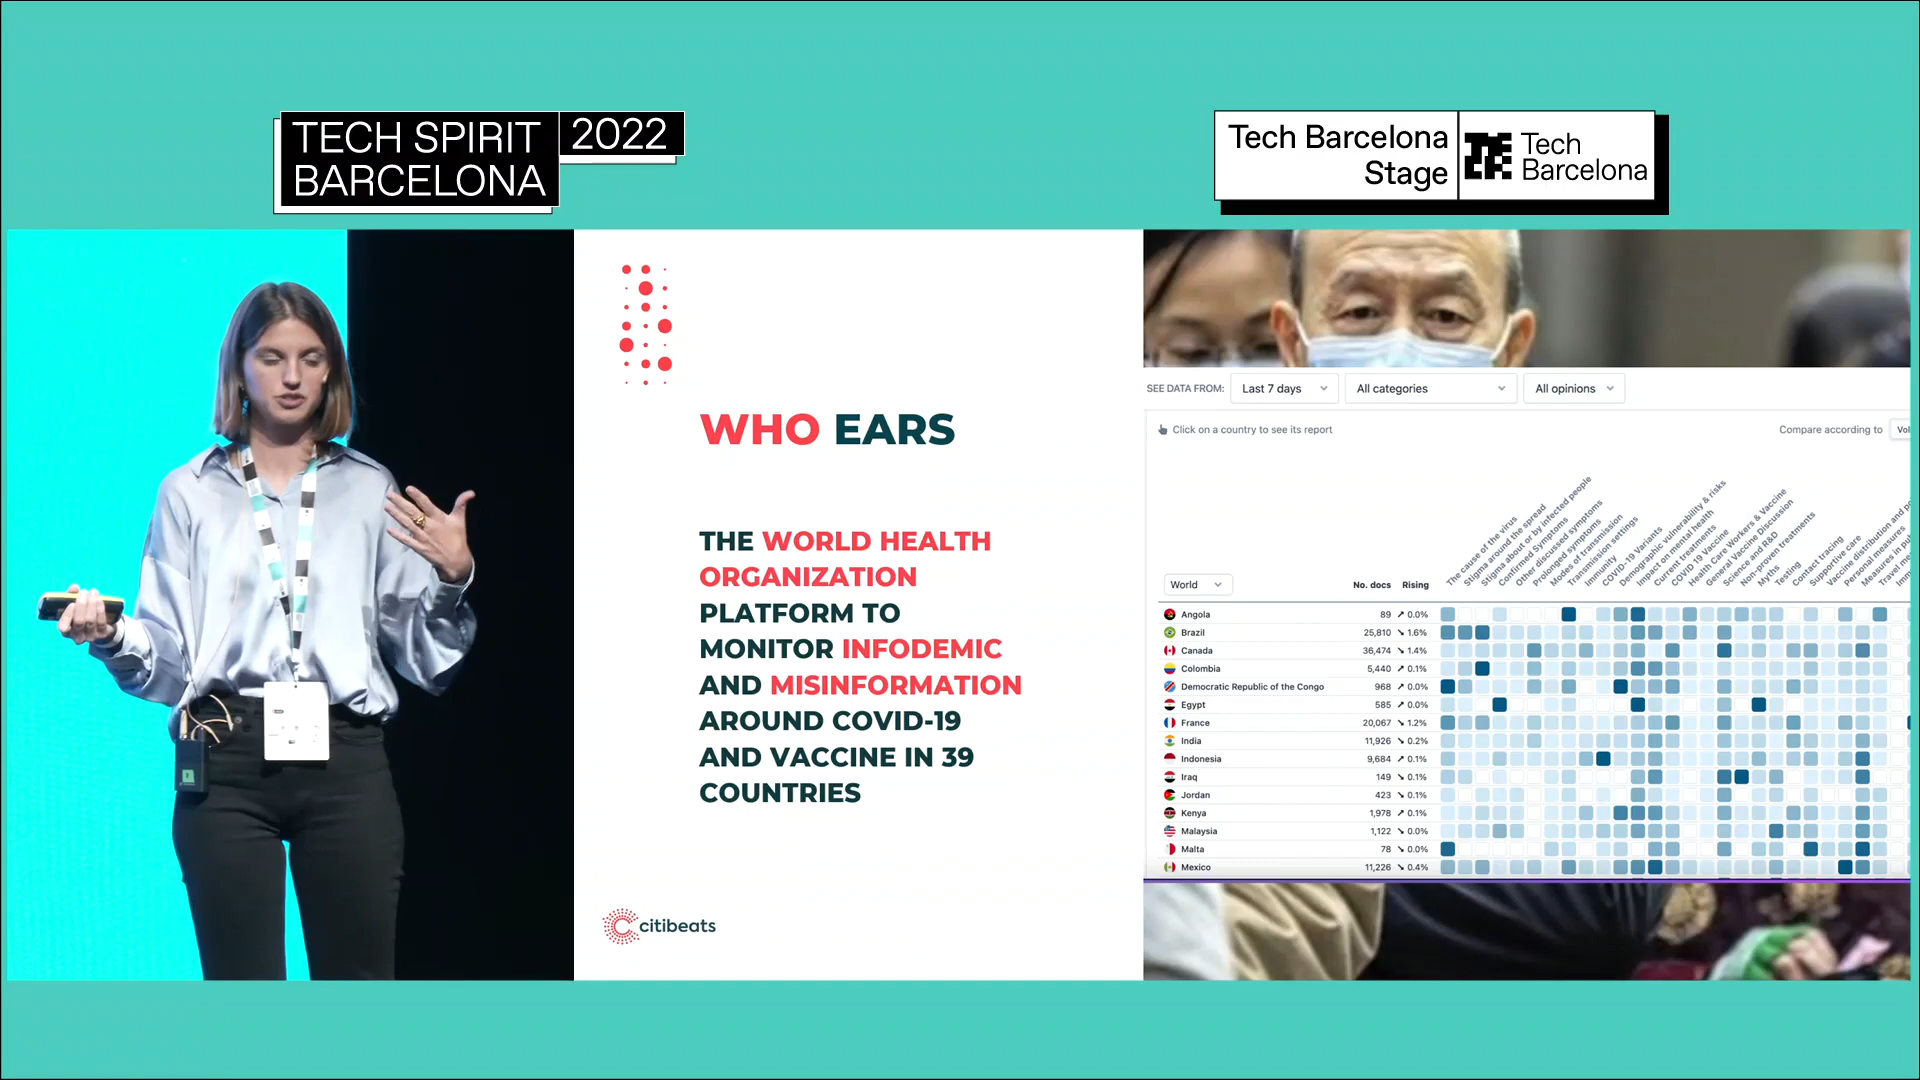 TECH SPIRIT
BARCELONA
2022
Tech Barcelona
Stage
Tech
Barcelona
WHO EARS
THE WORLD HEALTH
ORGANIZATION
PLATFORM TO
MONITOR INFODEMIC
AND MISINFORMATION
AROUND COVID-19
AND VACCINE IN 39
COUNTRIES
citibeats
SEE DATA FROM:
Last 7 days
All categories
All opinions
Click on a country to see its report
Compare according to
World
No. docs
Rising
The cause of the virus
Stigma around the spread
Stigma about or by infected people
Confirmed Symptoms
Other discussed symptoms
Prolonged symptoms
Modes of transmission
Transmission settings
Immunity
COVID-19 Variants
Demographic vulnerability & risks
Impact on mental health
Current treatments
COVID 19 Vaccine
Health Care Workers & Vaccine
General Vaccine Discussion
Science and R&D
Non-proven treatments
Myths
Testing
Contact tracing
Supportive care
Vaccine distribution and
Personal measures
Measures in
Travel
Angola 89 ↗ 0.0%
Brazil 25,810 ↘ 1.6%
Canada 36,474 ↘ 1.4%
Colombia 5,440 ↗ 0.1%
Democratic Republic of the Congo 968 ↗ 0.0%
Egypt 585 ↗ 0.0%
France 20,067 ↘ 1.2%
India 11,926 ↘ 0.2%
Indonesia 9,684 ↗ 0.1%
Iraq 149 ↘ 0.1%
Jordan 423 ↘ 0.1%
Kenya 1,978 ↗ 0.1%
Malaysia 1,122 ↘ 0.0%
Malta 78 ↘ 0.0%
Mexico 11,226 ↘ 0.4%